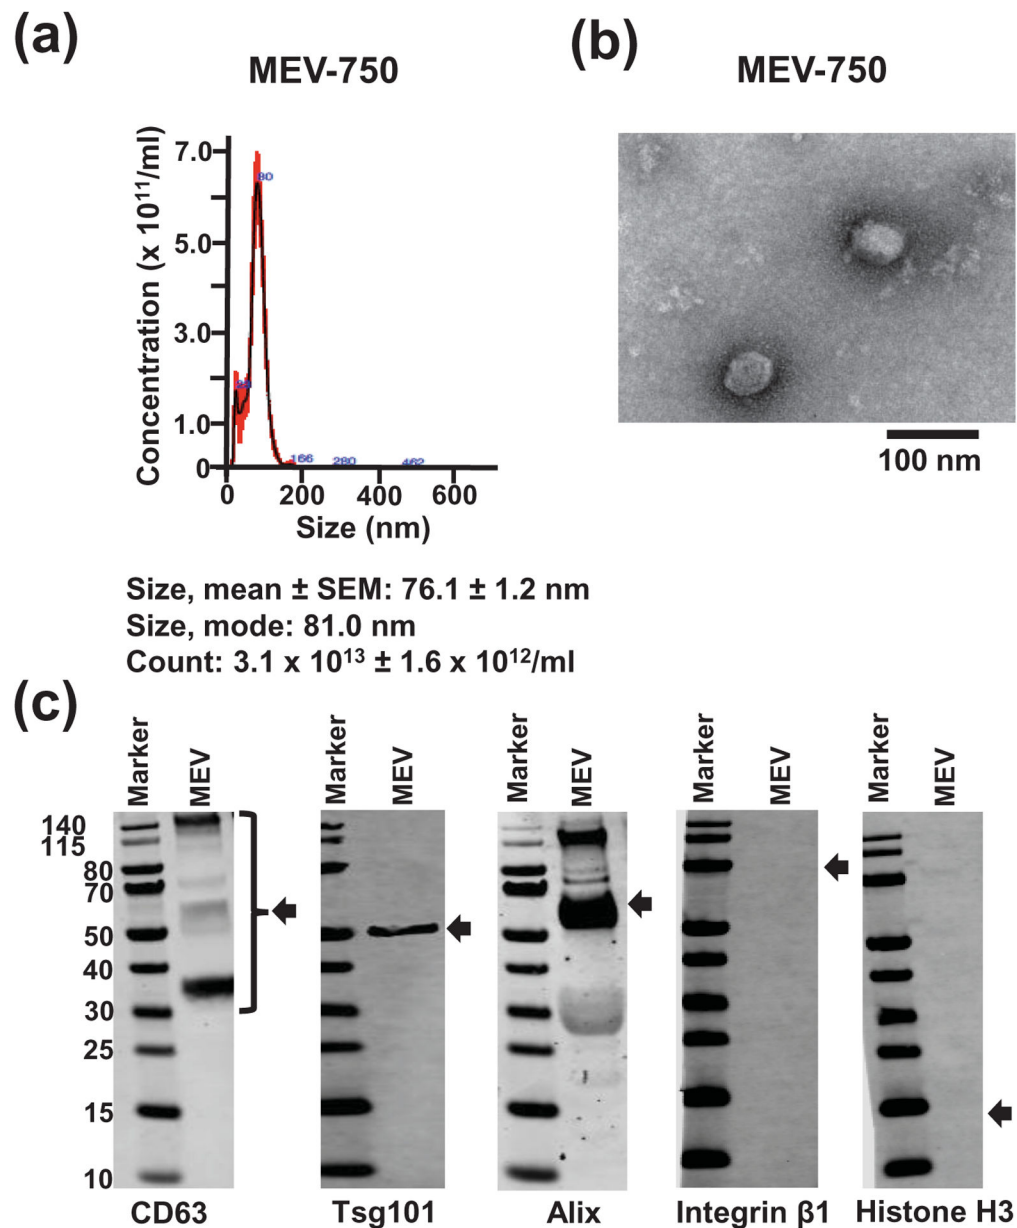 (a)
MEV-750
Concentration (x 10¹¹/ml)
7.0
5.0
3.0
1.0
0
80
166
280
462
0 200 400 600
Size (nm)
Size, mean ± SEM: 76.1 ± 1.2 nm
Size, mode: 81.0 nm
Count: 3.1 x 10¹³ ± 1.6 x 10¹²/ml
(b)
MEV-750
100 nm
(c)
Marker MEV Marker MEV Marker MEV Marker MEV Marker MEV
140
115
80
70
50
40
30
25
15
10
CD63 Tsg101 Alix Integrin β1 Histone H3